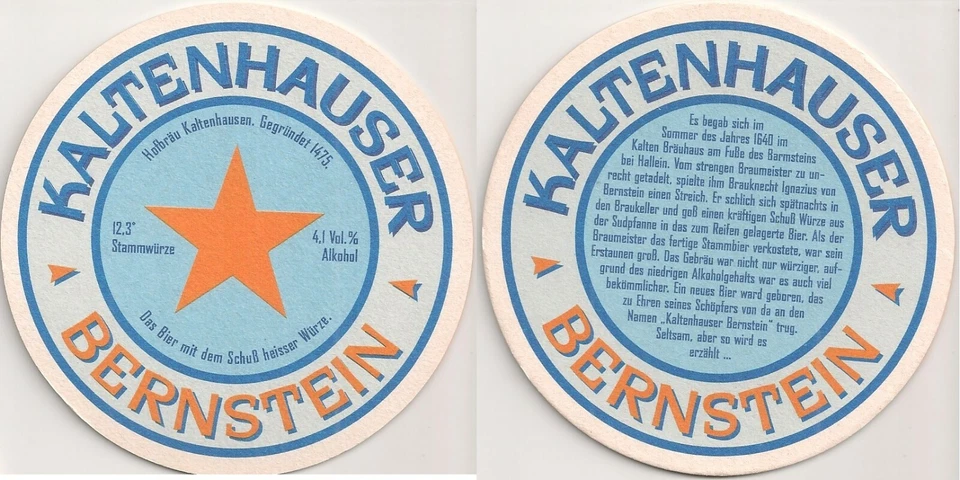 KALTENHAUSER
Hofbräu Kaltenhausen. Gegründet 1475.
12,3°
Stammwürze
4,1 Vol.%
Alkohol
Das Bier mit dem Schuß heisser Würze.
BERNSTEIN
KALTENHAUSER
Es begab sich im
Sommer des Jahres 1640 im
Kalten Bräuhaus am Fuße des Barmsteins
bei Hallein. Vom strengen Braumeister zu un-
recht getadelt, spielte ihm Brauknecht Ignazius von
Bernstein einen Streich. Er schlich sich spätnachts in
den Braukeller und goß einen kräftigen Schuß Würze aus
der Sudpfanne in das zum Reifen gelagerte Bier. Als der
Braumeister das fertige Stammbier verkostete, war sein
Erstaunen groß. Das Gebräu war nicht nur würziger, auf-
grund des niedrigen Alkoholgehalts war es auch viel
bekömmlicher. Ein neues Bier ward geboren, das
zu Ehren seines Schöpfers von da an den
Namen „Kaltenhauser Bernstein" trug.
Seltsam, aber so wird es
erzählt ...
BERNSTEIN